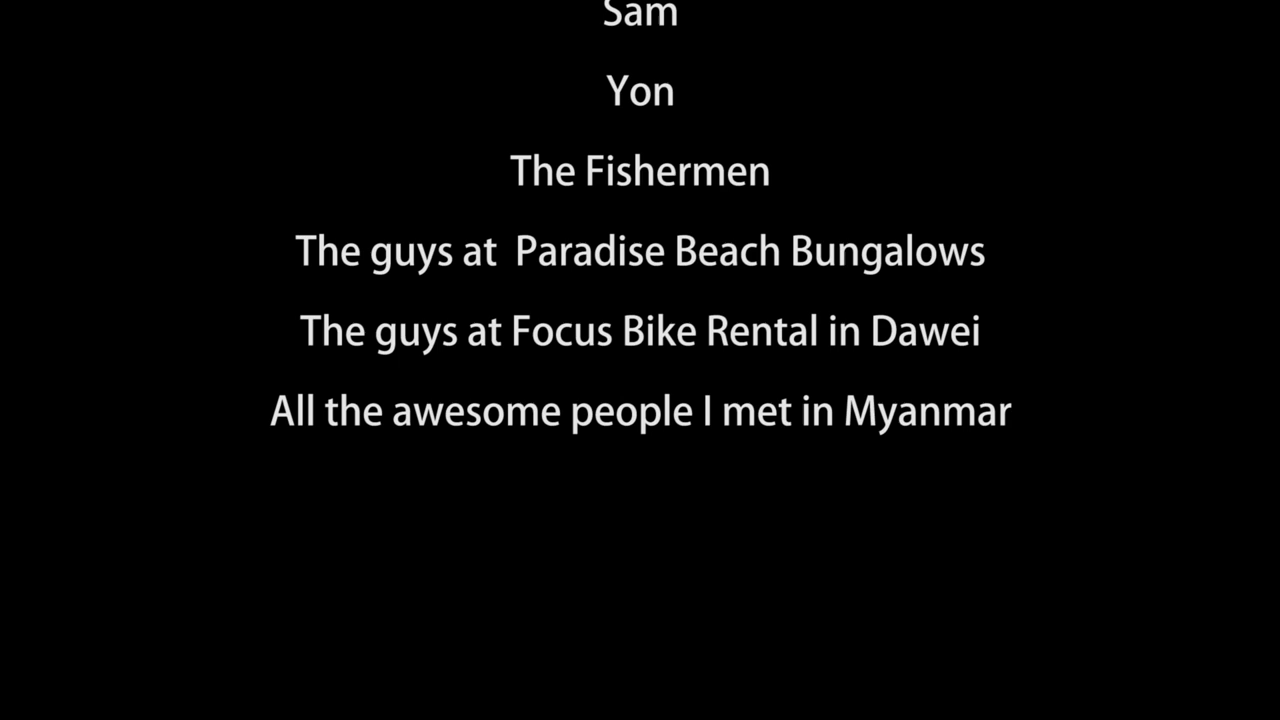 Sam
Yon
The Fishermen
The guys at  Paradise Beach Bungalows
The guys at Focus Bike Rental in Dawei
All the awesome people I met in Myanmar